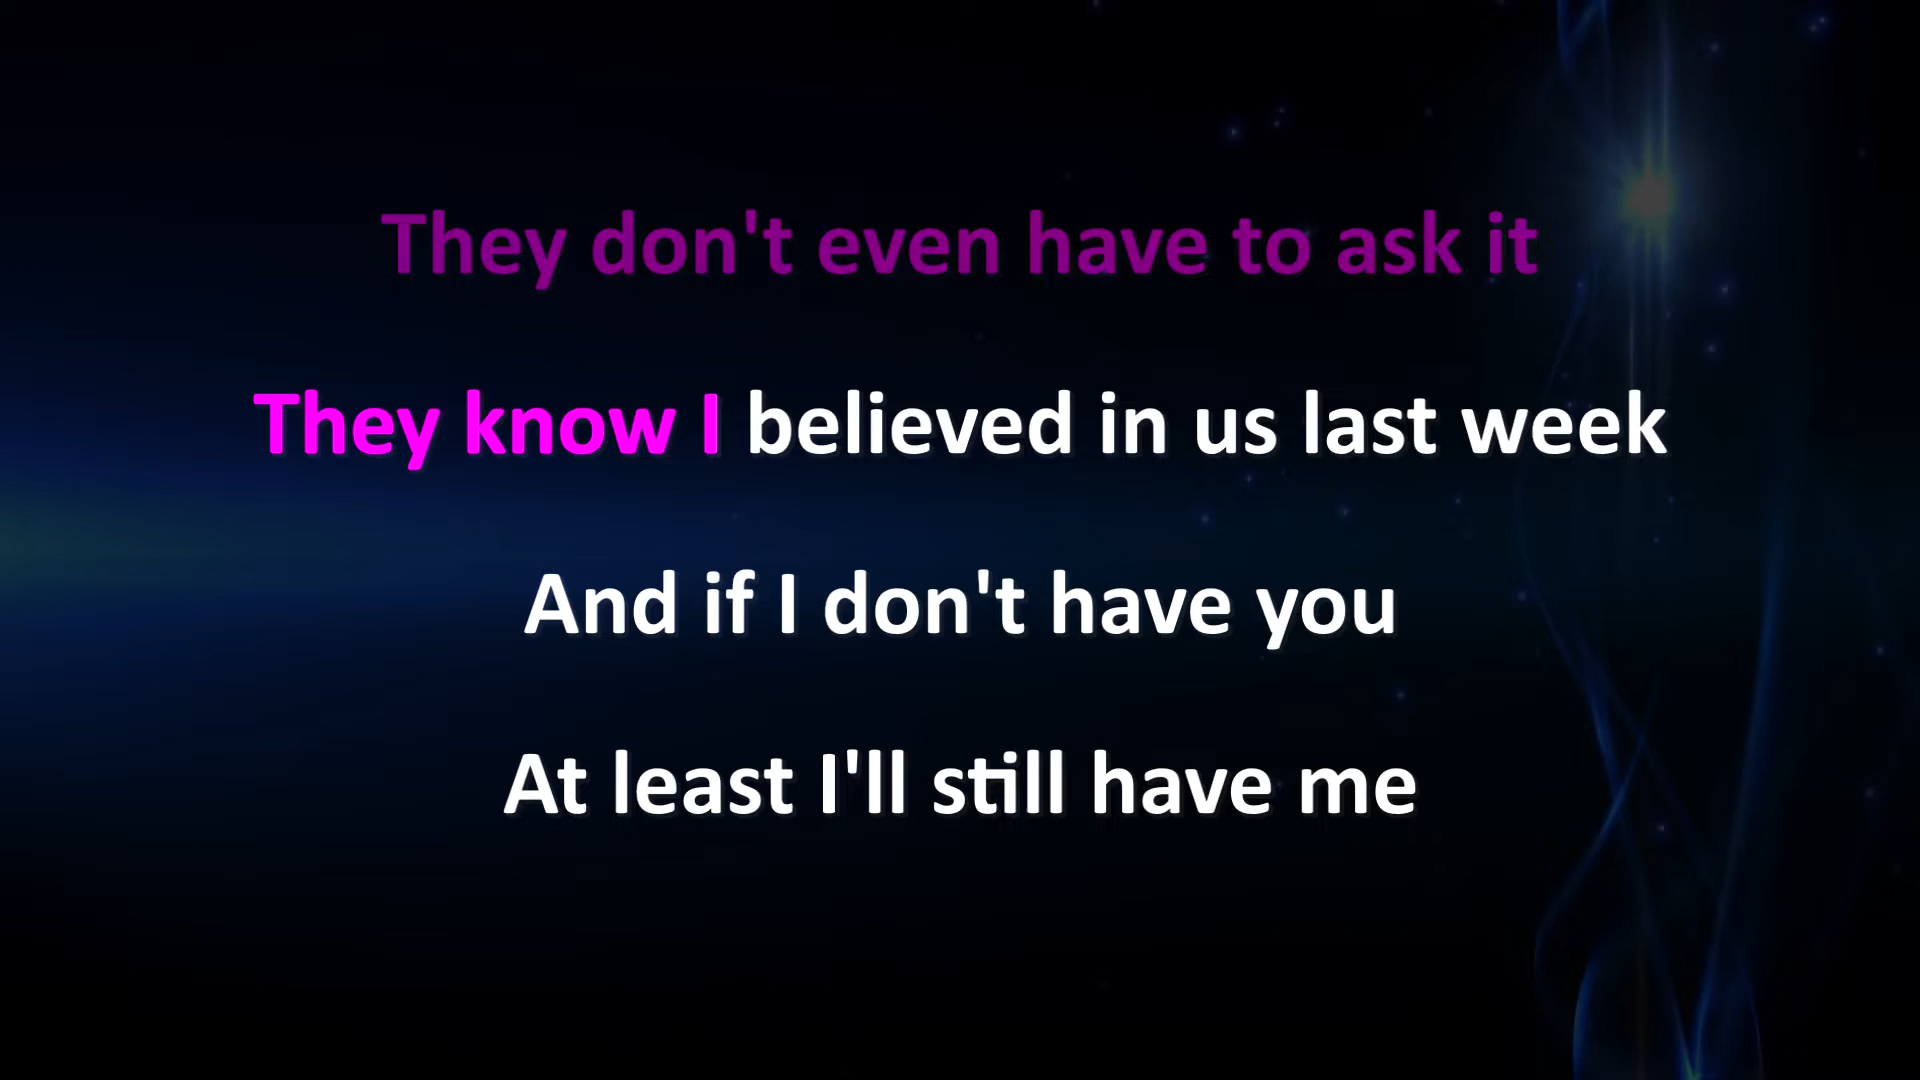 They don't even have to ask it
They know I believed in us last week
And if I don't have you
At least I'll still have me